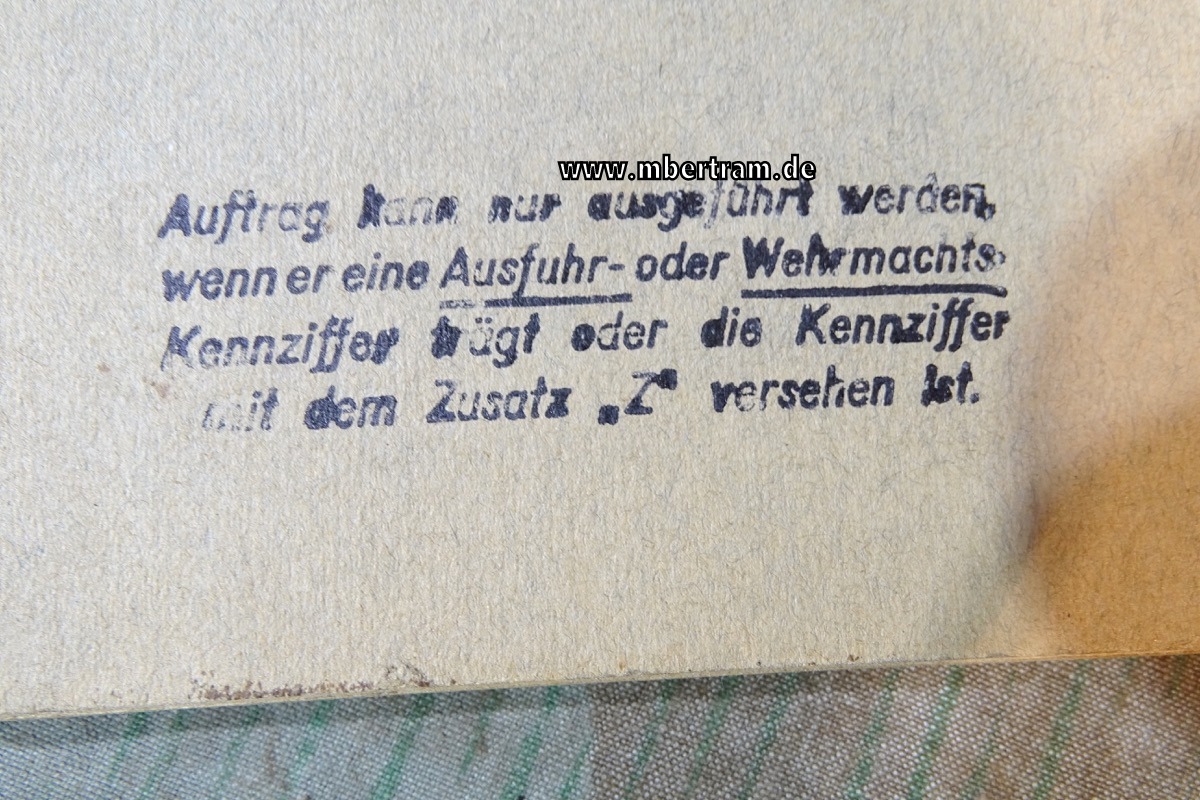 www.mbertram.de
Auftrag kann nur ausgeführt werden,
wenn er eine Ausfuhr- oder Wehrmachts-
Kennziffer trägt oder die Kennziffer
mit dem Zusatz „Z" versehen ist.